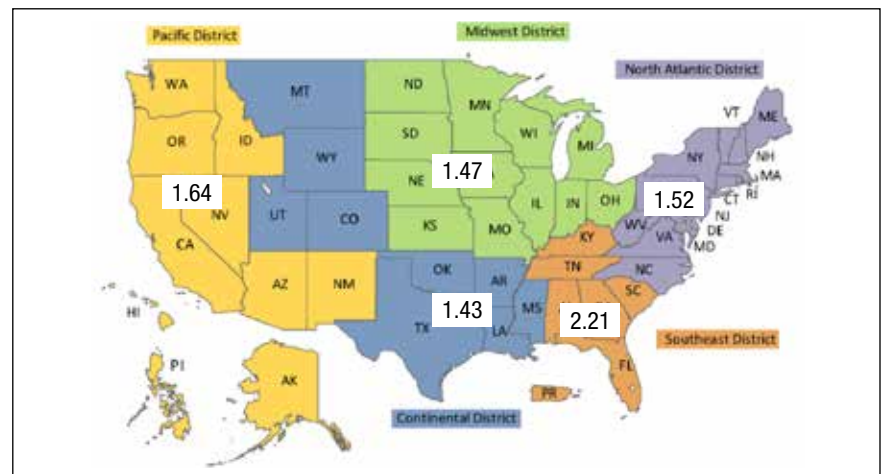 Pacific District
Midwest District
North Atlantic District
WA
MT
ND
MN
VT
ME
OR
ID
SD
WI
MI
NY
NH
WY
MA
1.64
NE
1.47
1.52
RI
CT
NV
UT
CO
IL
IN
OH
NJ
WV
DE
KS
MO
VA
MD
CA
KY
TN
NC
AZ
NM
OK
AR
SC
HI
1.43
MS
2.21
TX
LA
Southeast District
PI
FL
AK
PR
Continental District